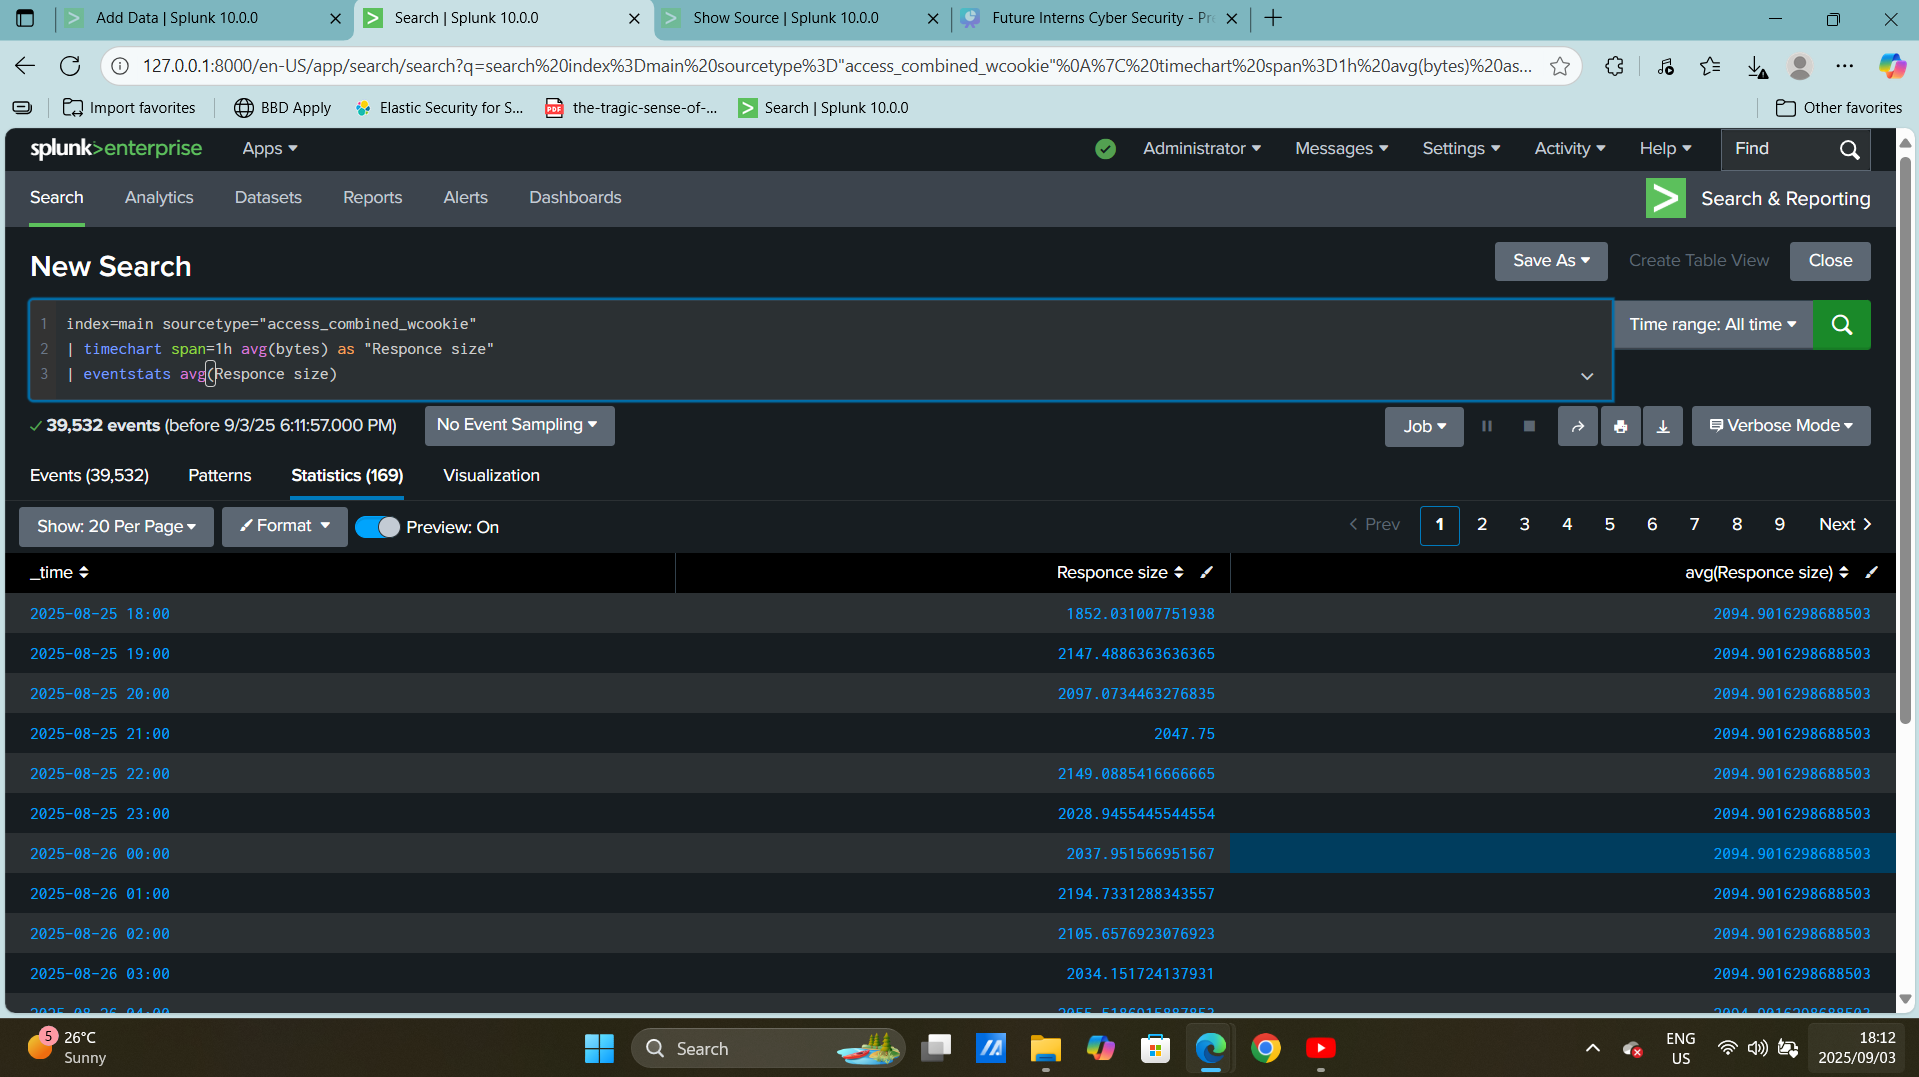 Add Data | Splunk 10.0.0
Search | Splunk 10.0.0
Show Source | Splunk 10.0.0
Future Interns Cyber Security - Pr
127.0.0.1:8000/en-US/app/search/search?q=search%20index%3Dmain%20sourcetype%3D"access_combined_wcookie"%0A%7C%20timechart%20span%3D1h%20avg(bytes)%20as...
Import favorites
BBD Apply
Elastic Security for S...
the-tragic-sense-of-...
Search | Splunk 10.0.0
Other favorites
splunk>enterprise
Apps
Administrator
Messages
Settings
Activity
Help
Find
Search
Analytics
Datasets
Reports
Alerts
Dashboards
Search & Reporting
New Search
Save As
Create Table View
Close
1 index=main sourcetype="access_combined_wcookie"
2 | timechart span=1h avg(bytes) as "Responce size"
3 | eventstats avg(Responce size)
Time range: All time
39,532 events (before 9/3/25 6:11:57.000 PM)
No Event Sampling
Job
Verbose Mode
Events (39,532)
Patterns
Statistics (169)
Visualization
Show: 20 Per Page
Format
Preview: On
< Prev 1 2 3 4 5 6 7 8 9 Next >
_time Responce size avg(Responce size)
2025-08-25 18:00 1852.031007751938 2094.9016298688503
2025-08-25 19:00 2147.4886363636365 2094.9016298688503
2025-08-25 20:00 2097.0734463276835 2094.9016298688503
2025-08-25 21:00 2047.75 2094.9016298688503
2025-08-25 22:00 2149.0885416666665 2094.9016298688503
2025-08-25 23:00 2028.9455445544554 2094.9016298688503
2025-08-26 00:00 2037.951566951567 2094.9016298688503
2025-08-26 01:00 2194.7331288343557 2094.9016298688503
2025-08-26 02:00 2105.6576923076923 2094.9016298688503
2025-08-26 03:00 2034.151724137931 2094.9016298688503
5
26°C
Sunny
Search
ENG
US
18:12
2025/09/03